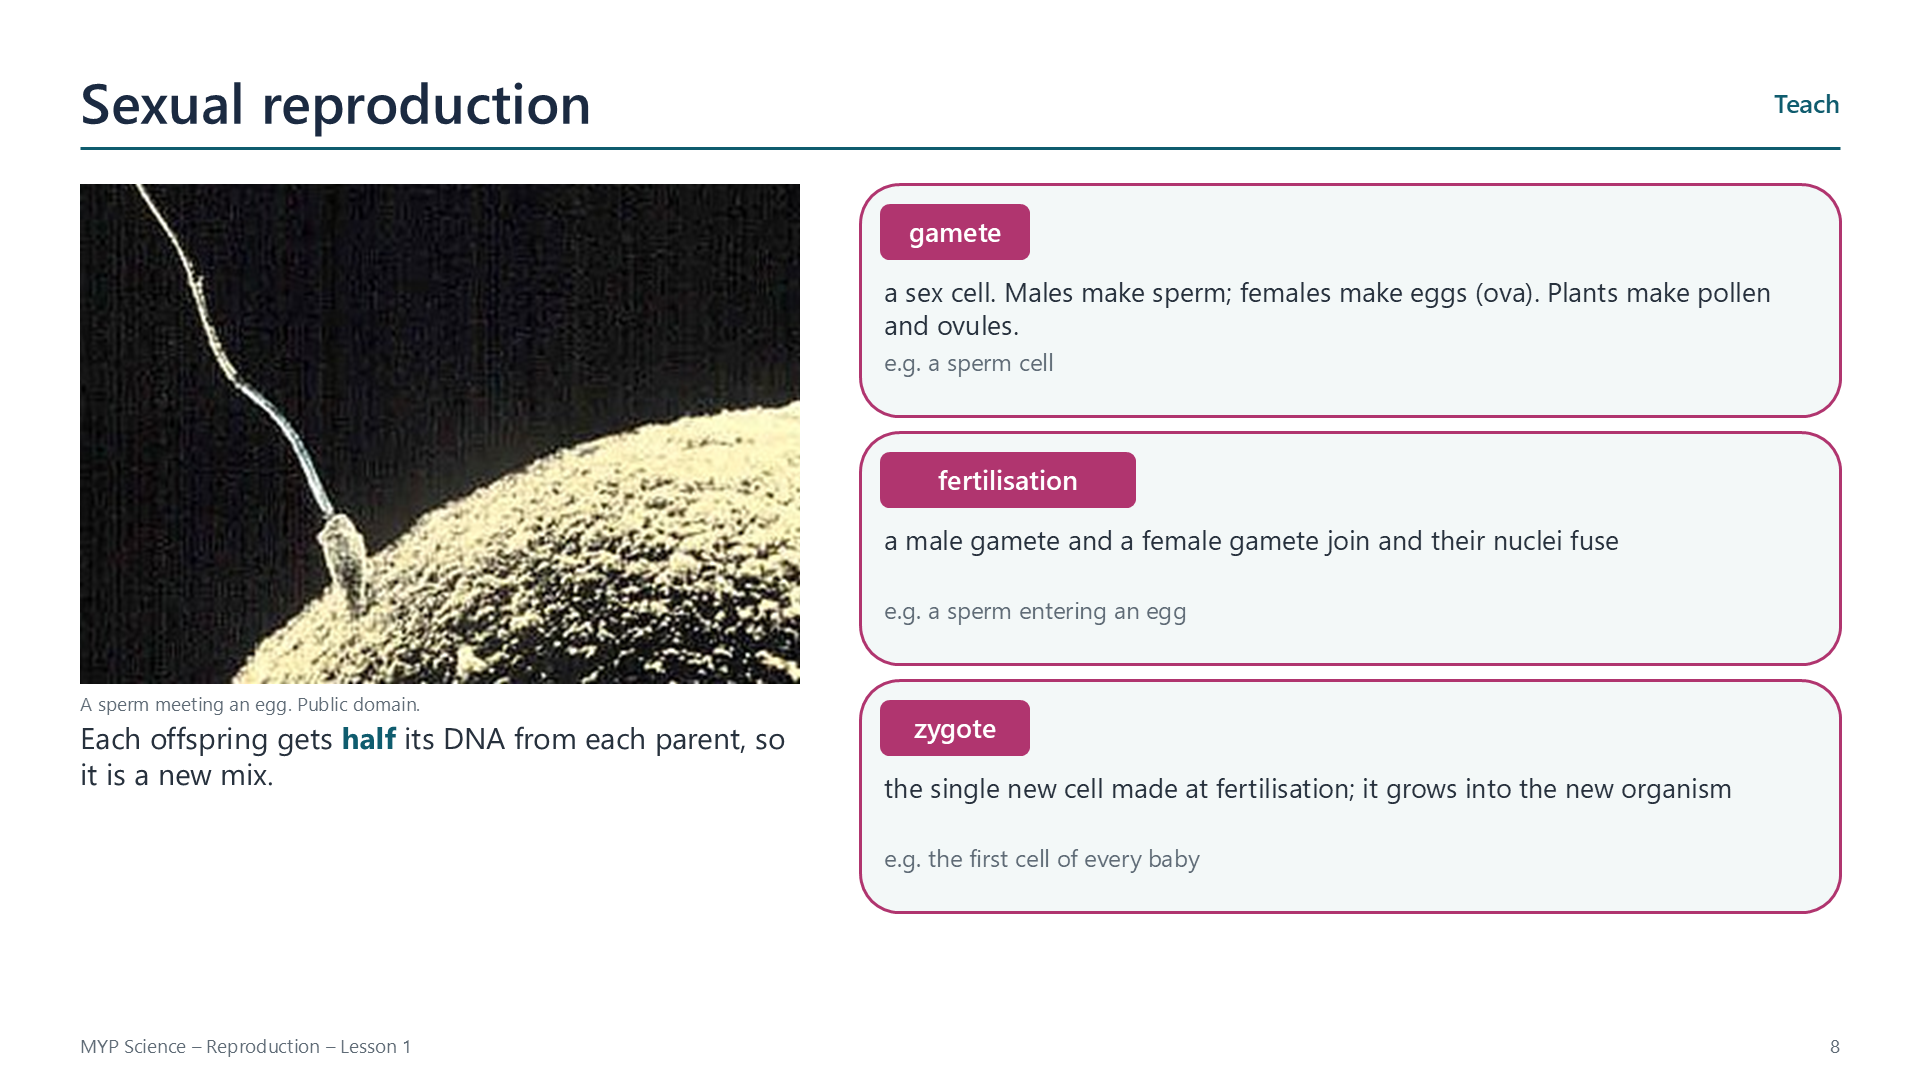 Sexual reproduction
Teach
A sperm meeting an egg. Public domain.
Each offspring gets half its DNA from each parent, so
it is a new mix.
gamete
a sex cell. Males make sperm; females make eggs (ova). Plants make pollen
and ovules.
e.g. a sperm cell
fertilisation
a male gamete and a female gamete join and their nuclei fuse
e.g. a sperm entering an egg
zygote
the single new cell made at fertilisation; it grows into the new organism
e.g. the first cell of every baby
MYP Science – Reproduction – Lesson 1
8